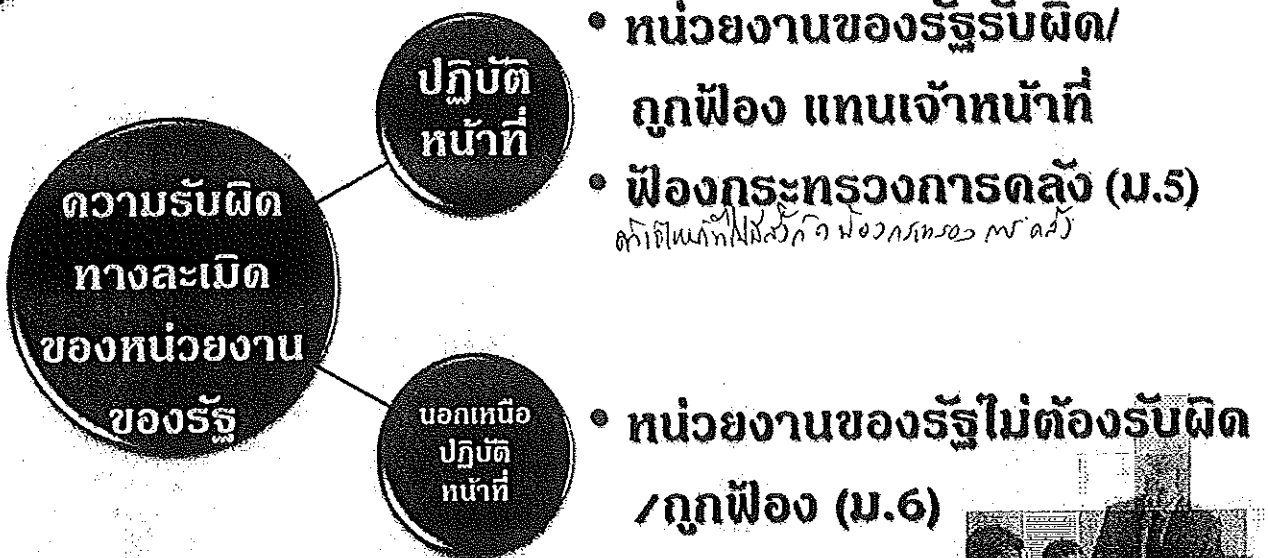 ความรับผิด
ทางละเมิด
ของหน่วยงาน
ของรัฐ
ปฏิบัติ
หน้าที่
• หน่วยงานของรัฐรับผิด/
ถูกฟ้อง แทนเจ้าหน้าที่
• ฟ้องกระทรวงการคลัง (ม.5)
นอกเหนือ
ปฏิบัติ
หน้าที่
• หน่วยงานของรัฐไม่ต้องรับผิด
/ถูกฟ้อง (ม.6)